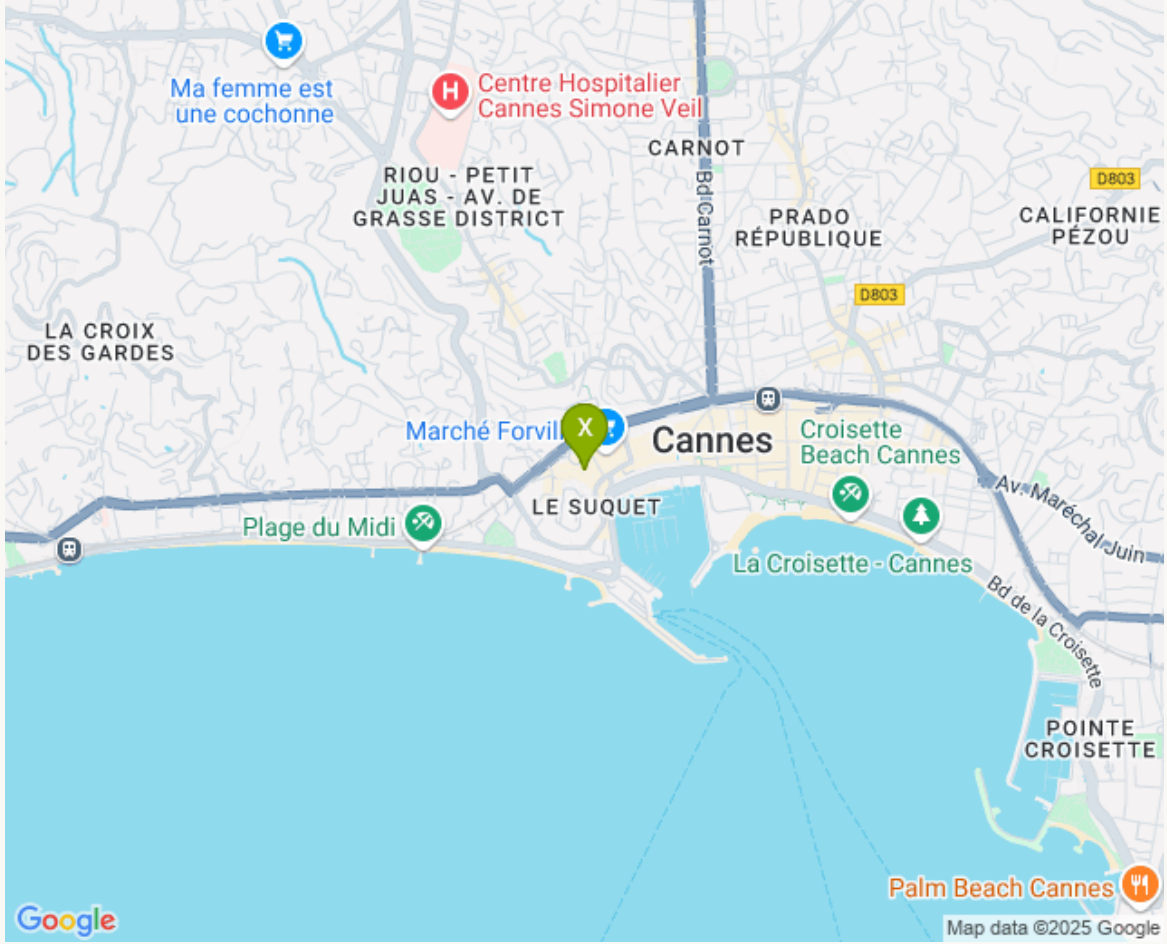 Ma femme est
une cochonne
Centre Hospitalier
Cannes Simone Veil
CARNOT
RIOU - PETIT
JUAS - AV. DE
GRASSE DISTRICT
Bd Carnot
D803
PRADO
RÉPUBLIQUE
CALIFORNIE
PÉZOU
D803
LA CROIX
DES GARDES
Marché Forvil
X
Cannes
Croisette
Beach Cannes
LE SUQUET
Av. Maréchal Juin
Plage du Midi
La Croisette - Cannes
Bd de la Croisette
POINTE
CROISETTE
Palm Beach Cannes
Google
Map data ©2025 Google
H